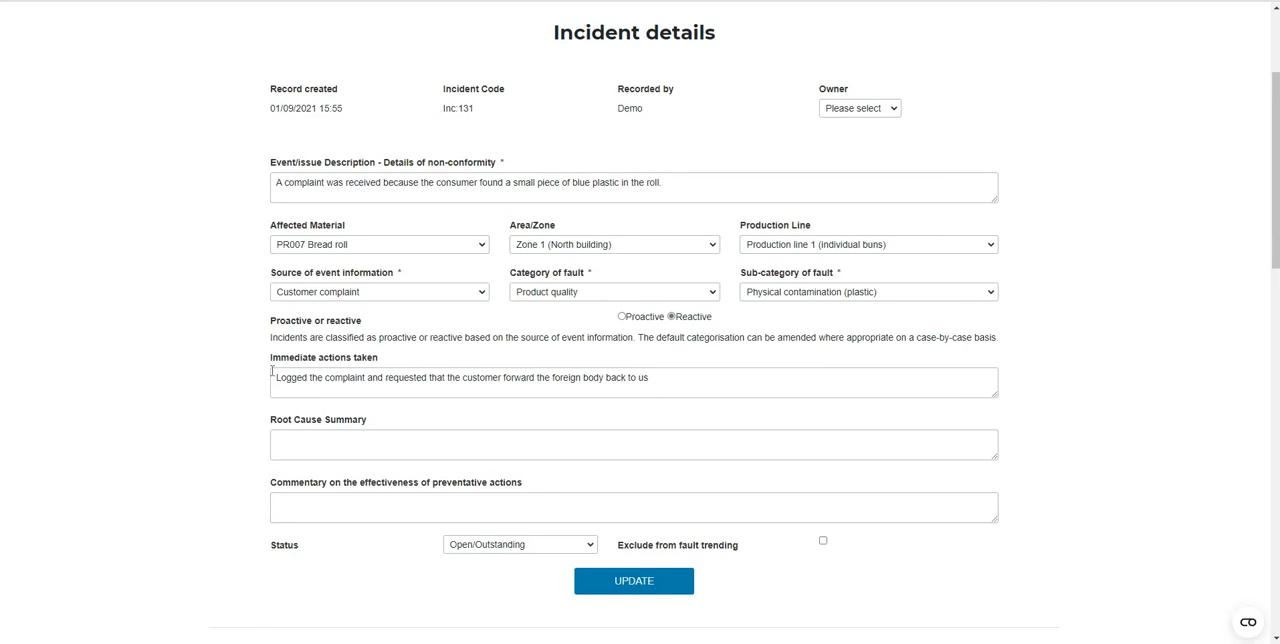 Incident details
Record created Incident Code Recorded by Owner
01/09/2021 15:55 Inc:131 Demo Please select
Event/issue Description - Details of non-conformity *
A complaint was received because the consumer found a small piece of blue plastic in the roll.
Affected Material Area/Zone Production Line
PR007 Bread roll Zone 1 (North building) Production line 1 (individual buns)
Source of event information * Category of fault * Sub-category of fault *
Customer complaint Product quality Physical contamination (plastic)
Proactive or reactive Proactive Reactive
Incidents are classified as proactive or reactive based on the source of event information. The default categorisation can be amended where appropriate on a case-by-case basis.
Immediate actions taken
Logged the complaint and requested that the customer forward the foreign body back to us
Root Cause Summary
Commentary on the effectiveness of preventative actions
Status Open/Outstanding Exclude from fault trending
UPDATE